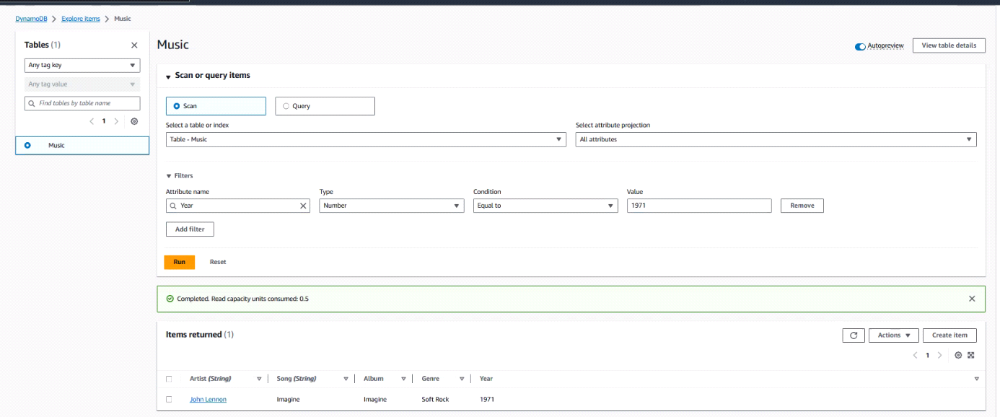 DynamoDB > Explore items > Music
Tables (1)
Any tag key
Any tag value
Find tables by table name
1
Music
Music
Autopreview
View table details
Scan or query items
Scan
Query
Select a table or index
Select attribute projection
Table - Music
All attributes
Filters
Attribute name Type Condition Value
Year Number Equal to 1971 Remove
Add filter
Run Reset
Completed. Read capacity units consumed: 0.5
Items returned (1)
Actions Create item
1
Artist (String) Song (String) Album Genre Year
John Lennon Imagine Imagine Soft Rock 1971